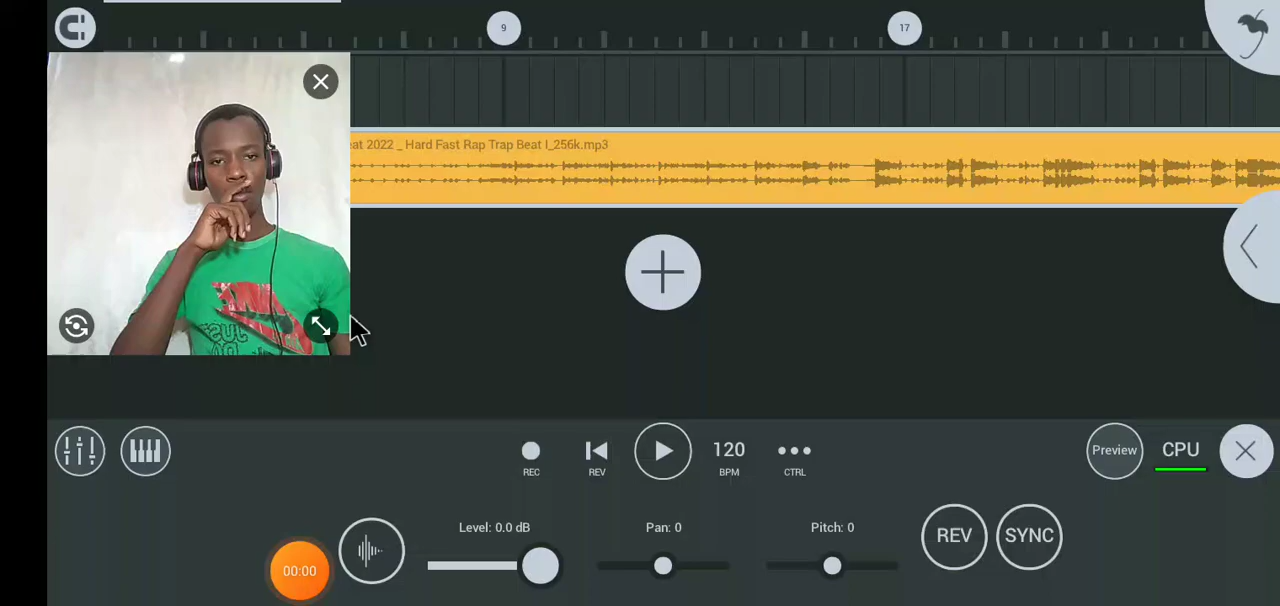 9
17
eat 2022 _ Hard Fast Rap Trap Beat I_256k.mp3
REC
REV
120
BPM
CTRL
Preview
CPU
00:00
Level: 0.0 dB
Pan: 0
Pitch: 0
REV
SYNC